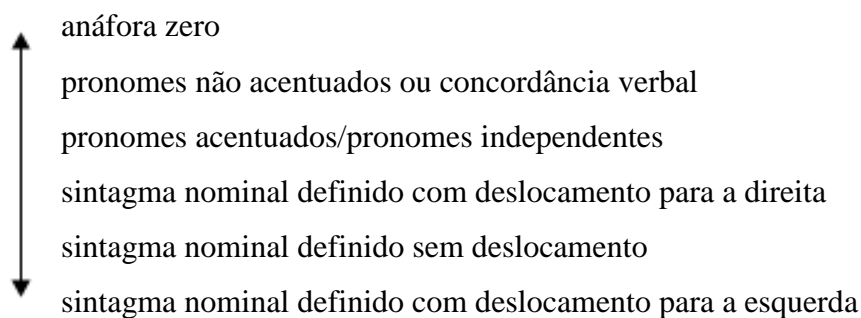 anáfora zero
pronomes não acentuados ou concordância verbal
pronomes acentuados/pronomes independentes
sintagma nominal definido com deslocamento para a direita
sintagma nominal definido sem deslocamento
sintagma nominal definido com deslocamento para a esquerda